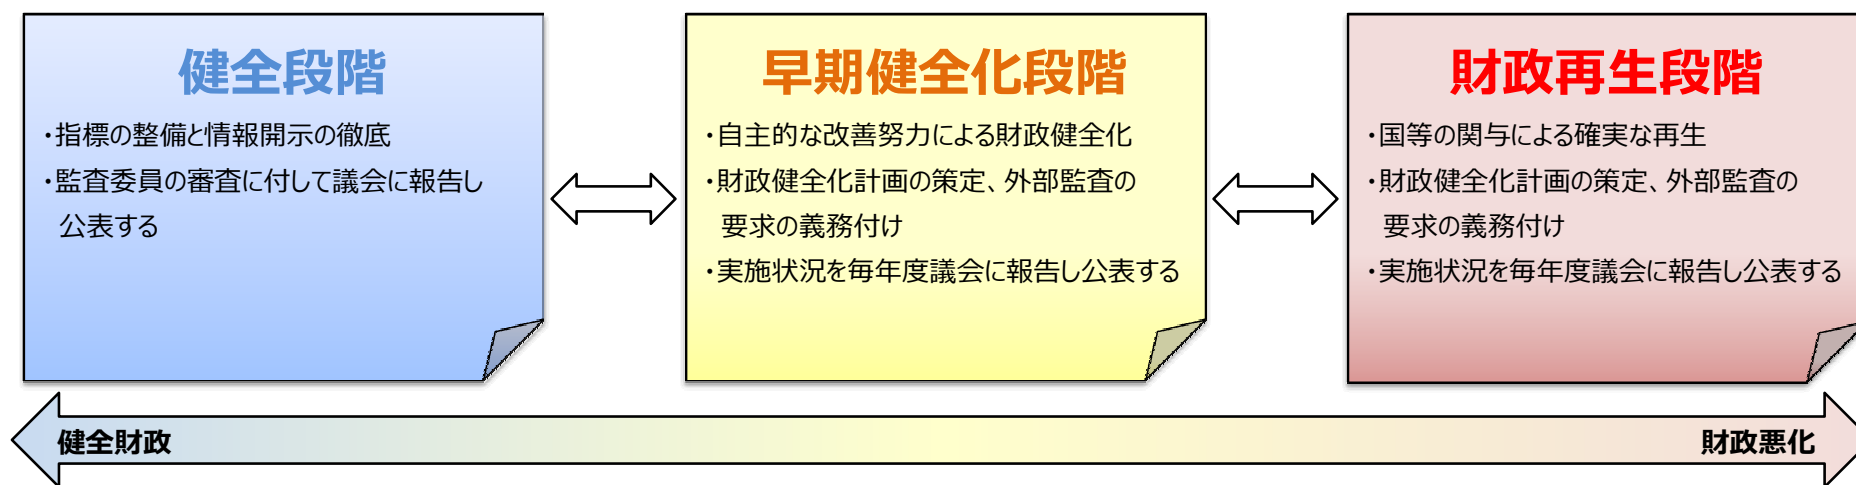 健全段階
・指標の整備と情報開示の徹底
・監査委員の審査に付して議会に報告し
公表する
早期健全化段階
・自主的な改善努力による財政健全化
・財政健全化計画の策定、外部監査の
要求の義務付け
・実施状況を毎年度議会に報告し公表する
財政再生段階
・国等の関与による確実な再生
・財政健全化計画の策定、外部監査の
要求の義務付け
・実施状況を毎年度議会に報告し公表する
健全財政
財政悪化